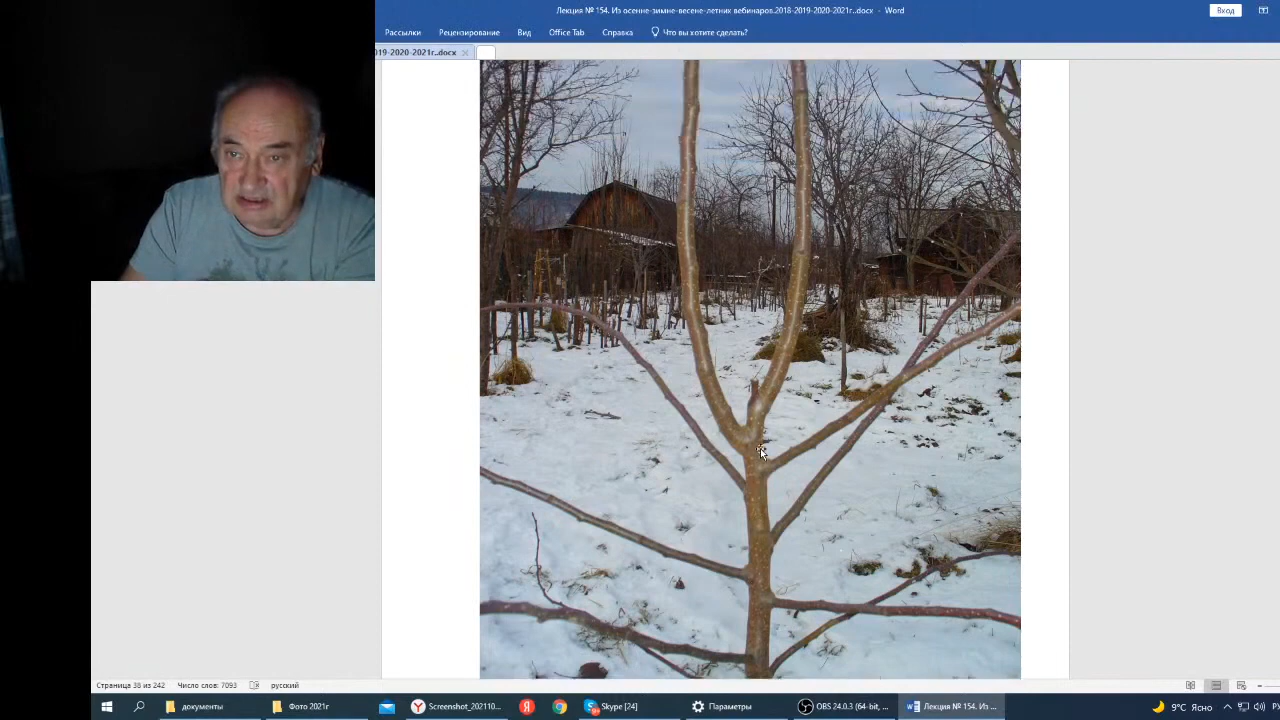 Лекция № 154. Из осенне-зимне-весене-летних вебинаров.2018-2019-2020-2021г..docx - Word
Вход
Рассылки Рецензирование Вид Office Tab Справка Что вы хотите сделать?
019-2020-2021г..docx
Страница 38 из 242 Число слов: 7093 русский
документы Фото 2021г Screenshot_202110... Skype [24] Параметры OBS 24.0.3 (64-bit, ... Лекция № 154. Из ... 9°C Ясно